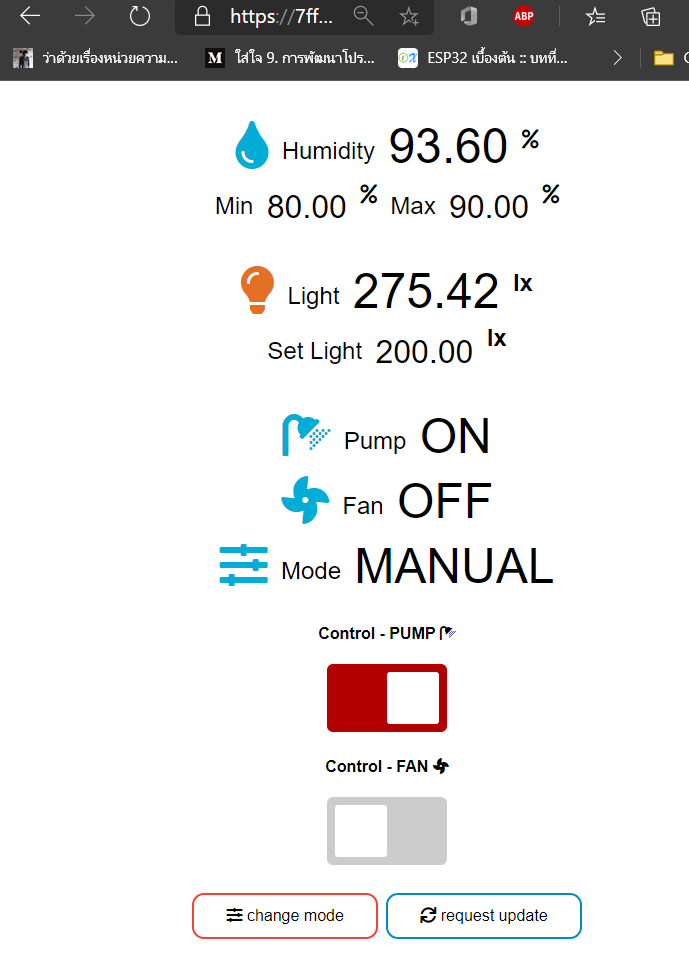 https://7ff...
ABP
ว่าด้วยเรื่องหน่วยความ... M ใส่ใจ 9. การพัฒนาโปร... ESP32 เบื้องต้น :: บทที่...
Humidity 93.60 %
Min 80.00 % Max 90.00 %
Light 275.42 lx
Set Light 200.00 lx
Pump ON
Fan OFF
Mode MANUAL
Control - PUMP
Control - FAN
change mode
request update